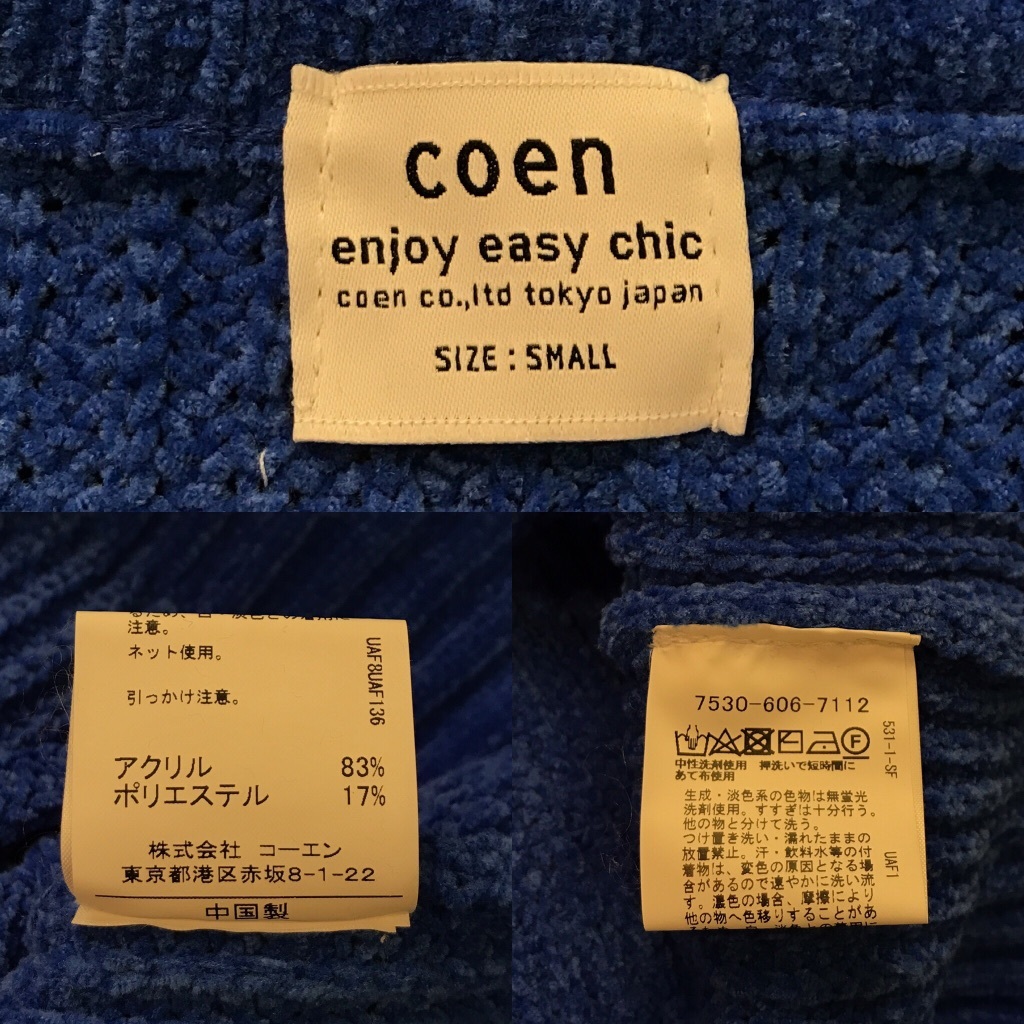 coen
enjoy easy chic
coen co.,ltd tokyo japan
SIZE : SMALL
注意。
ネット使用。
引っかけ注意。
UAF8UAF136
アクリル 83%
ポリエステル 17%
株式会社 コーエン
東京都港区赤坂8-1-22
中国製
7530-606-7112
F
中性洗剤使用 押洗いで短時間に
あて布使用
生成・淡色系の色物は無蛍光
洗剤使用。すすぎは十分行う。
他の物と分けて洗う。
つけ置き洗い・濡れたままの
放置禁止。汗・飲料水等の付
着物は、変色の原因となる場
合があるので速やかに洗い流
す。濃色の場合、摩擦により
他の物へ色移りすることがあ
531-1-SF
UAF1